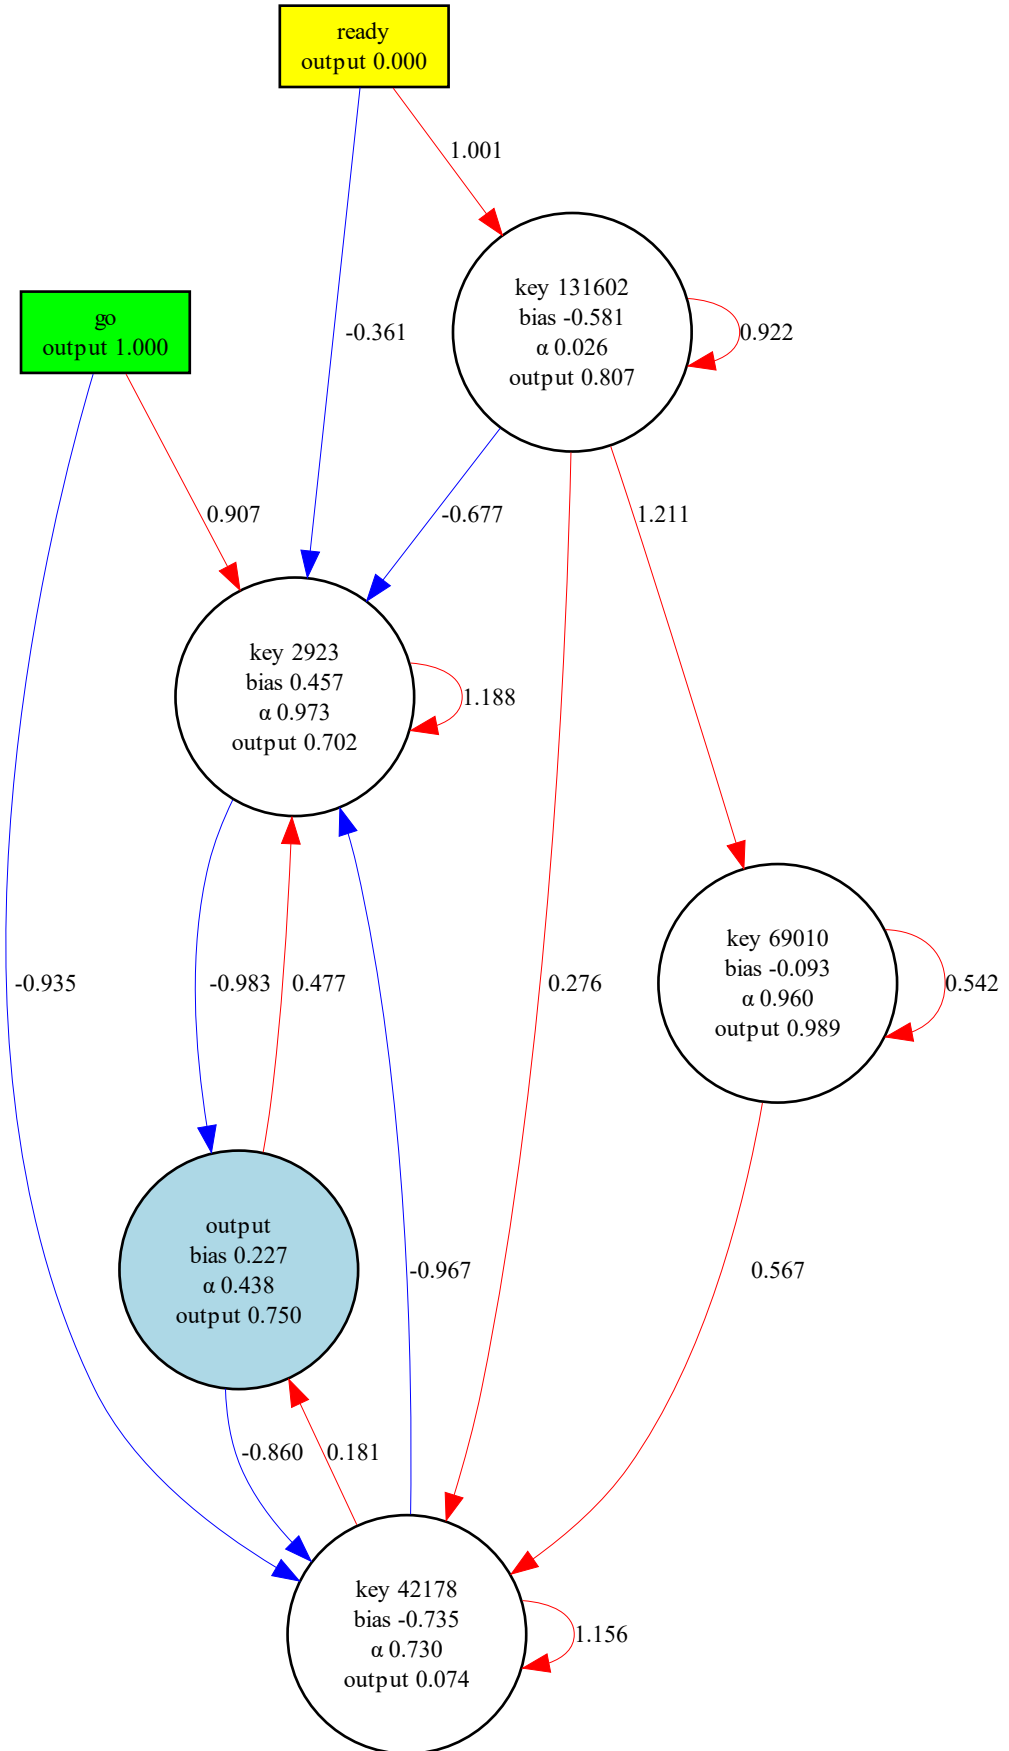 ready
output 0.000
1.001
key 131602
bias -0.581
α 0.026
output 0.807
0.922
go
output 1.000
-0.361
0.907
-0.677
1.211
key 2923
bias 0.457
α 0.973
output 0.702
1.188
key 69010
bias -0.093
α 0.960
output 0.989
0.542
-0.935
-0.983
0.477
0.276
output
bias 0.227
α 0.438
output 0.750
-0.967
0.567
-0.860
0.181
key 42178
bias -0.735
α 0.730
output 0.074
1.156